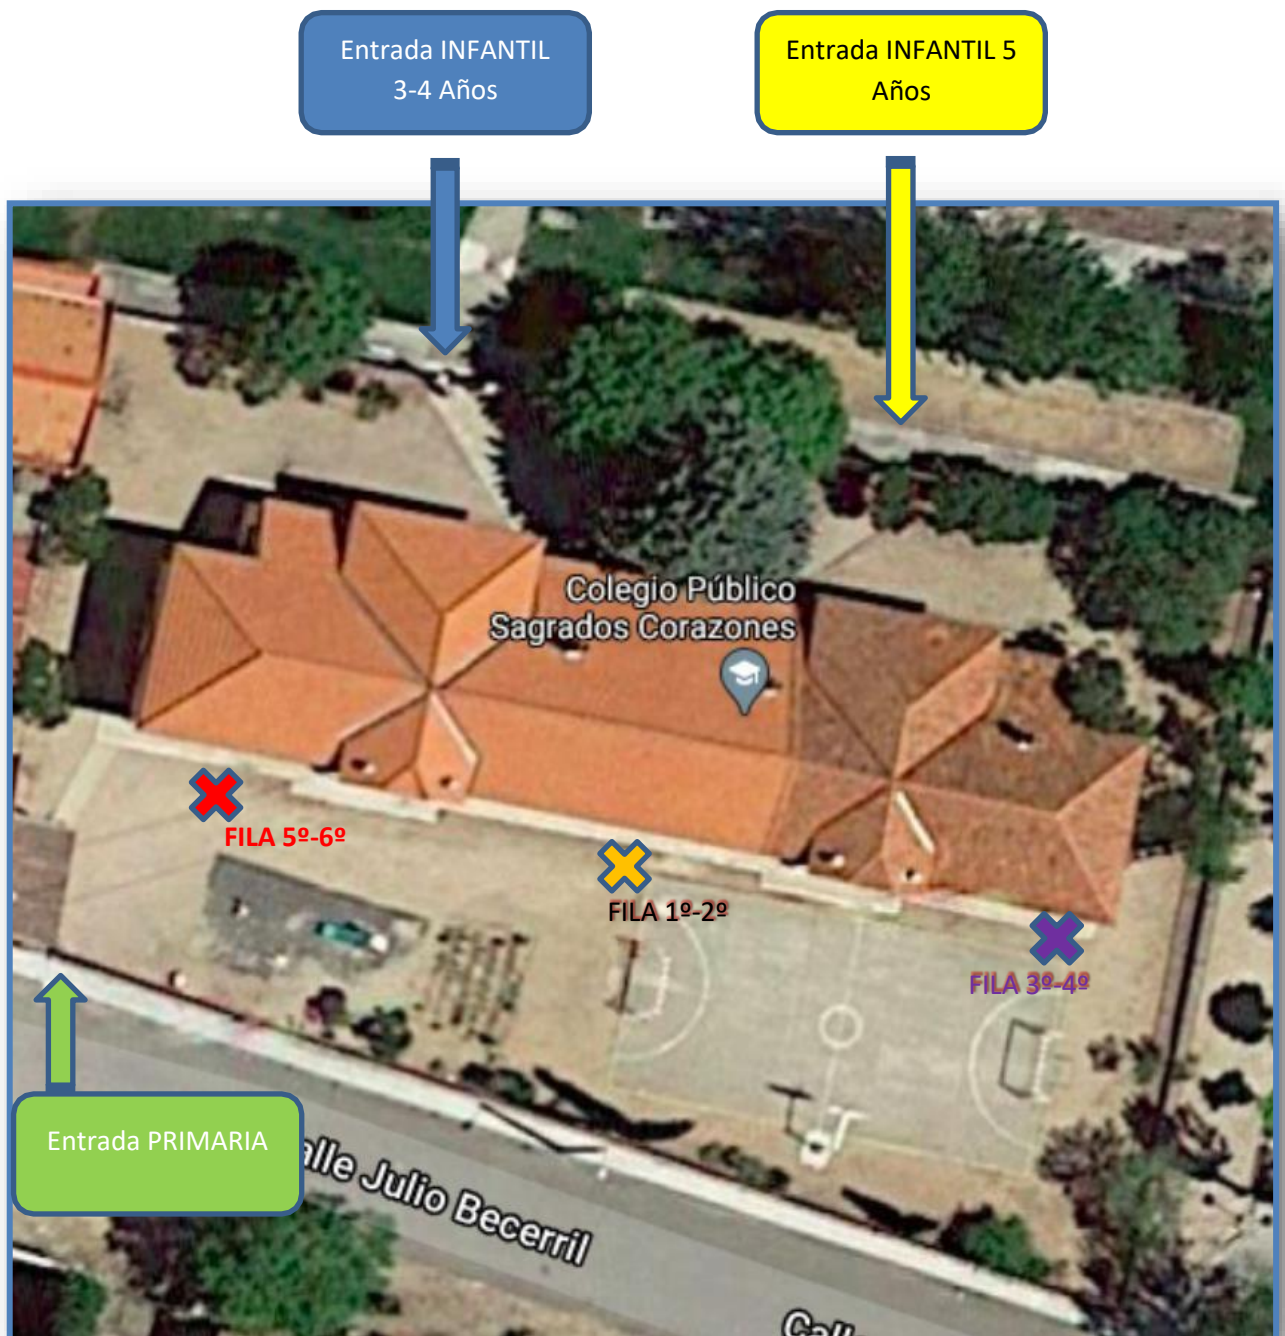 Entrada INFANTIL
3-4 Años
Entrada INFANTIL 5
Años
Colegio Público
Sagrados Corazones
FILA 5º-6º
FILA 1º-2º
FILA 3º-4º
Entrada PRIMARIA
alle Julio Becerril